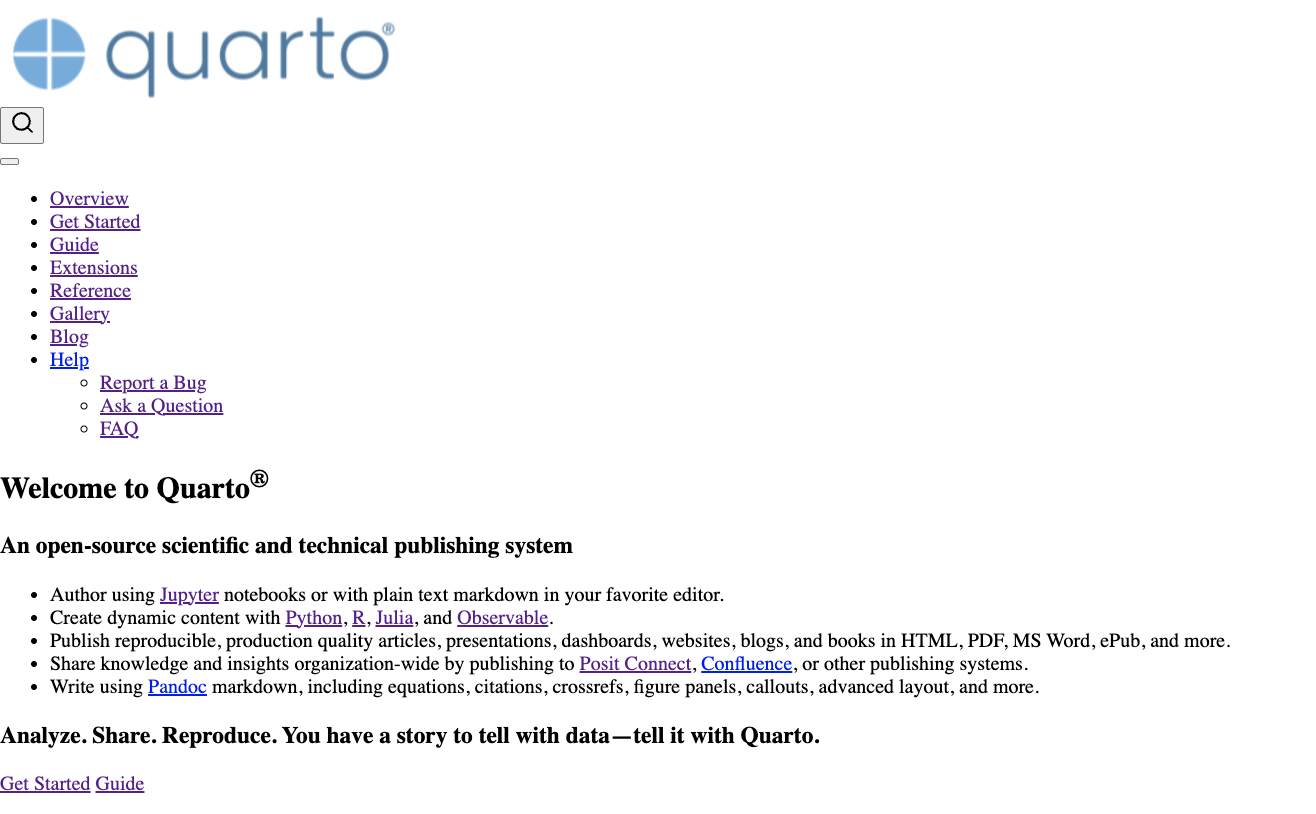 quarto®
Overview
Get Started
Guide
Extensions
Reference
Gallery
Blog
Help
Report a Bug
Ask a Question
FAQ
Welcome to Quarto®
An open-source scientific and technical publishing system
Author using Jupyter notebooks or with plain text markdown in your favorite editor.
Create dynamic content with Python, R, Julia, and Observable.
Publish reproducible, production quality articles, presentations, dashboards, websites, blogs, and books in HTML, PDF, MS Word, ePub, and more.
Share knowledge and insights organization-wide by publishing to Posit Connect, Confluence, or other publishing systems.
Write using Pandoc markdown, including equations, citations, crossrefs, figure panels, callouts, advanced layout, and more.
Analyze. Share. Reproduce. You have a story to tell with data—tell it with Quarto.
Get Started Guide